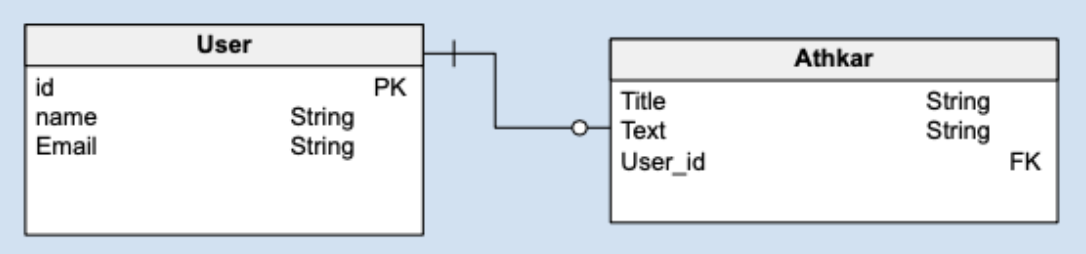 User
id PK
name String
Email String
Athkar
Title String
Text String
User_id FK